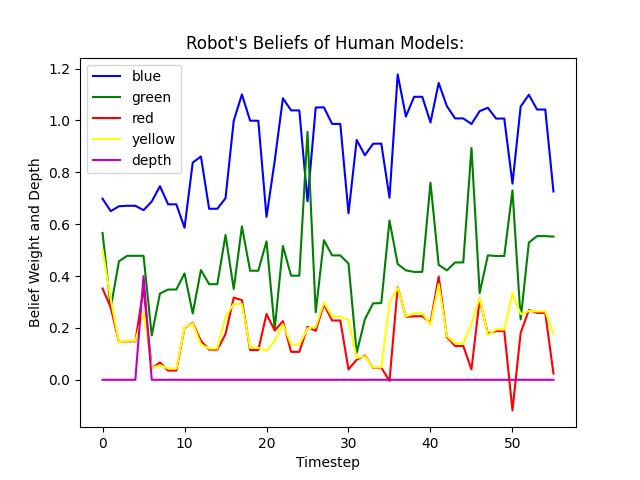 Robot's Beliefs of Human Models:
blue
green
red
yellow
depth
Belief Weight and Depth
1.2
1.0
0.8
0.6
0.4
0.2
0.0
0 10 20 30 40 50
Timestep